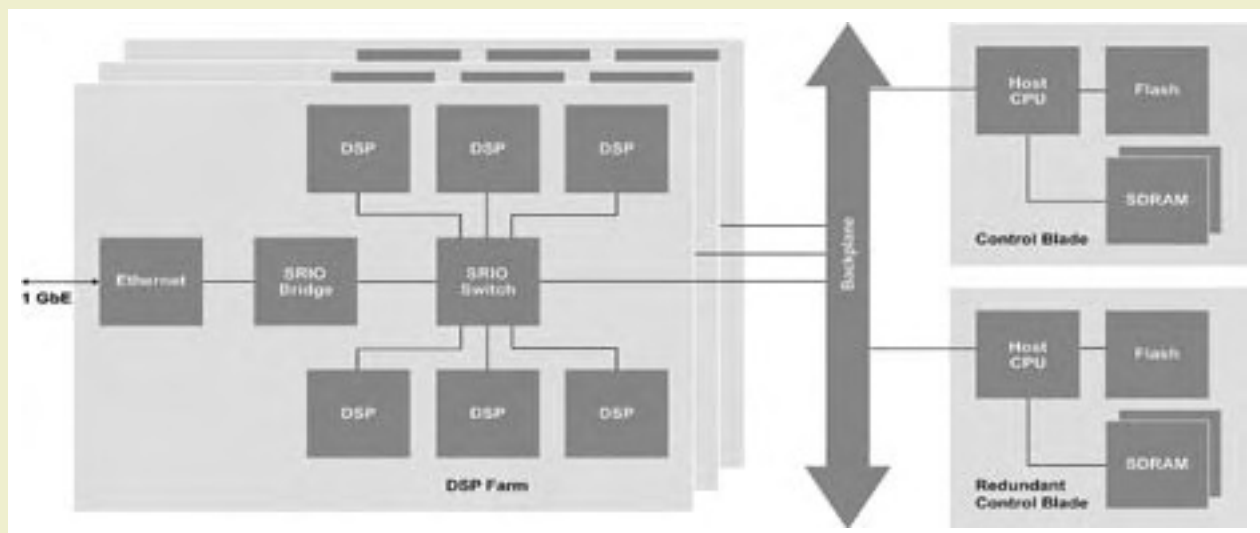 DSP
DSP
DSP
Ethernet
SRIO
Bridge
SRIO
Switch
1 GbE
DSP
DSP
DSP
DSP Farm
Backplane
Host
CPU
Flash
SDRAM
Control Blade
Host
CPU
Flash
SDRAM
Redundant
Control Blade